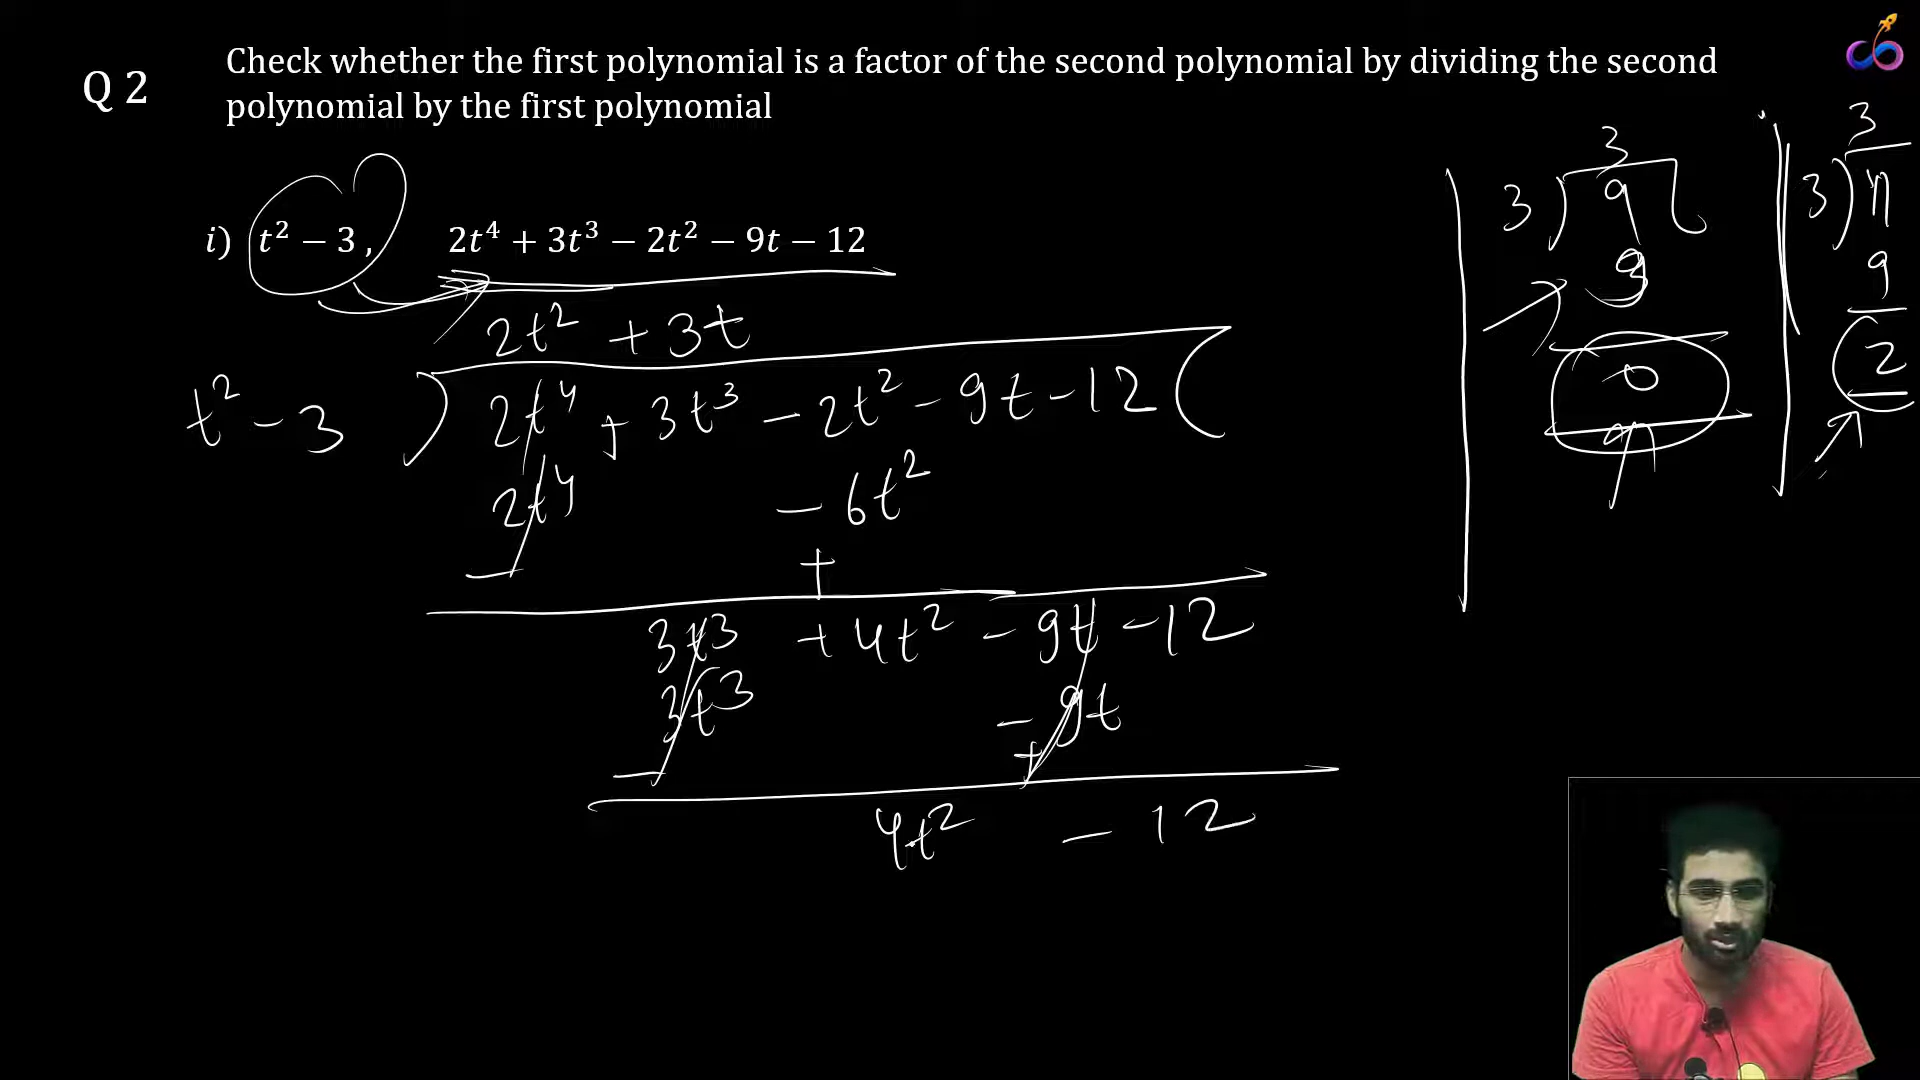 Q 2
Check whether the first polynomial is a factor of the second polynomial by dividing the second
polynomial by the first polynomial
i) t² − 3 ,    2t⁴ + 3t³ − 2t² − 9t − 12
2t² + 3t
t² − 3 ) 2t⁴ + 3t³ − 2t² − 9t − 12 (
2t⁴ − 6t²
− +
3t³ + 4t² − 9t − 12
3t³ − 9t
− +
4t² − 12
3
3 ) 9
9
0
3
3 ) 11
9
2